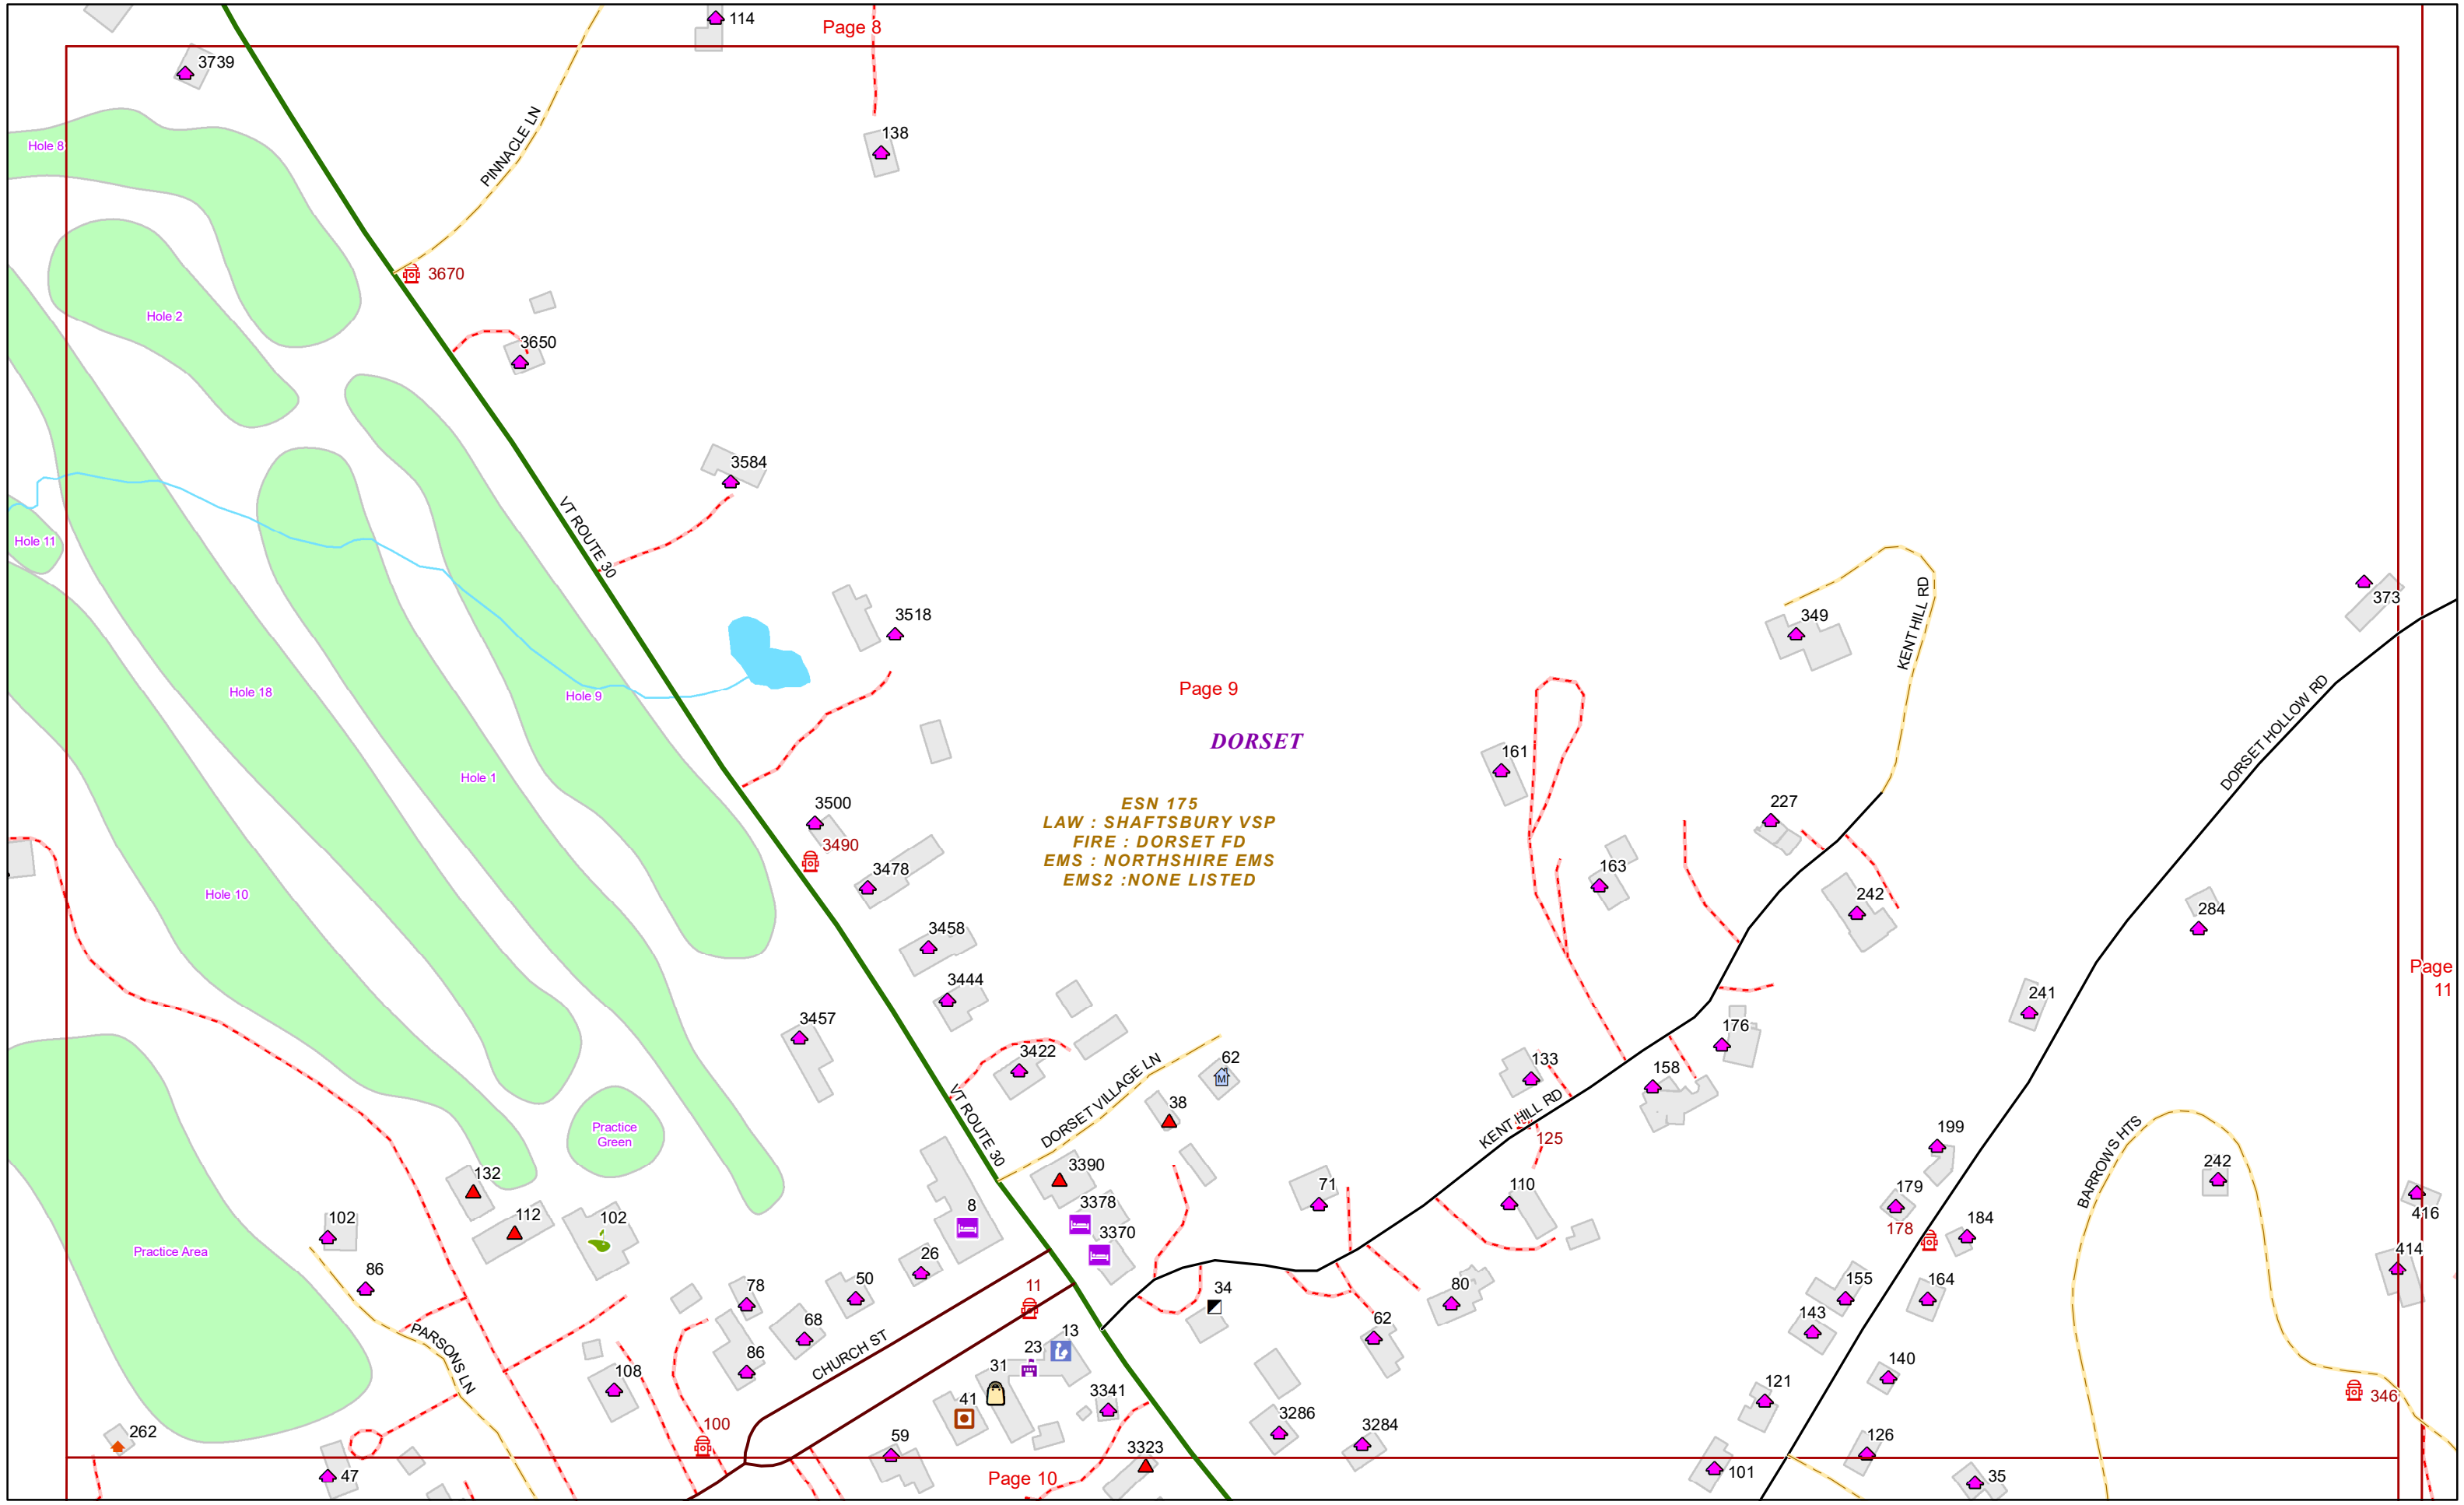 114
Page 8
3739
138
PINNACLE LN
Hole 8
3670
Hole 2
3650
3584
VT ROUTE 30
Hole 11
3518
349
KENT HILL RD
373
Hole 18
Hole 9
Page 9
DORSET
DORSET HOLLOW RD
161
Hole 1
ESN 175
LAW : SHAFTSBURY VSP
FIRE : DORSET FD
EMS : NORTHSHIRE EMS
EMS2 :NONE LISTED
3500
3490
227
3478
163
242
Hole 10
284
3458
Page
11
3444
241
3457
176
3422
62
M
133
158
DORSET VILLAGE LN
38
KENT HILL RD
VT ROUTE 30
Practice
Green
125
199
BARROWS HTS
132
3390
242
71
110
179
8
3378
102
112
102
178
184
416
Practice Area
3370
26
414
86
78
50
11
34
80
155
164
68
62
143
PARSONS LN
CHURCH ST
13
86
23
31
108
140
121
346
41
3341
100
3286
3284
262
59
126
3323
47
Page 10
101
35